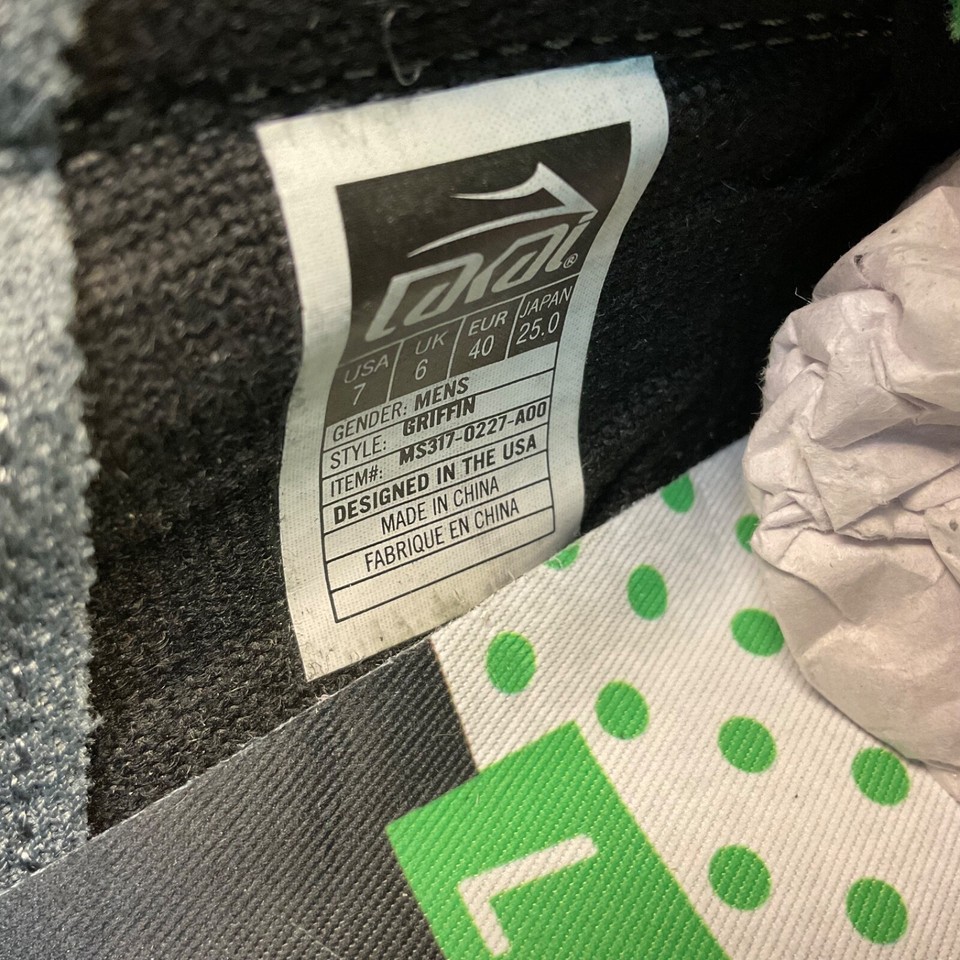 LAKAI®
USA UK EUR JAPAN
7 6 40 25.0
GENDER: MENS
STYLE: GRIFFIN
ITEM#: MS317-0227-A00
DESIGNED IN THE USA
MADE IN CHINA
FABRIQUE EN CHINA
L